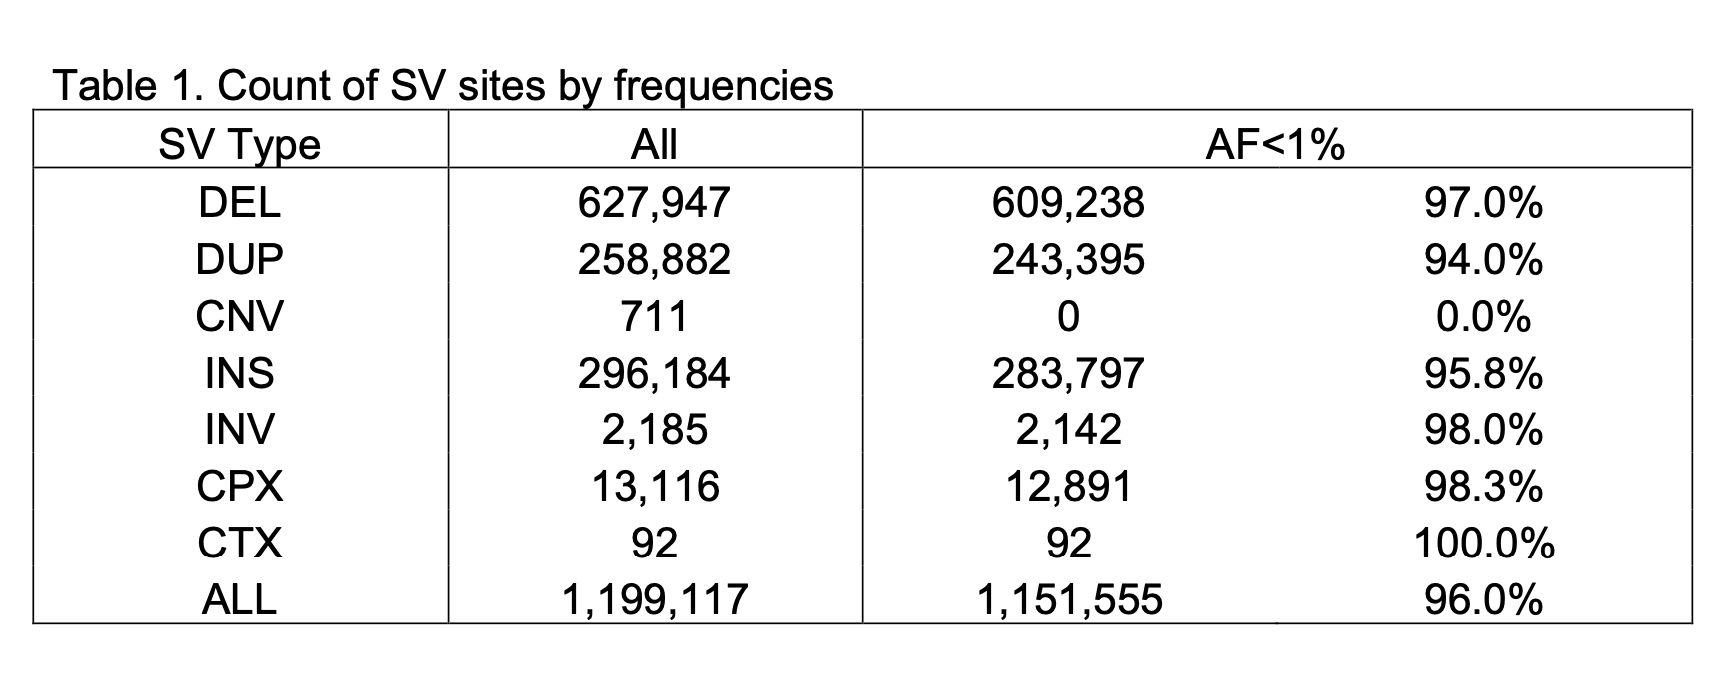 Table 1. Count of SV sites by frequencies
SV Type All AF<1%
DEL 627,947 609,238 97.0%
DUP 258,882 243,395 94.0%
CNV 711 0 0.0%
INS 296,184 283,797 95.8%
INV 2,185 2,142 98.0%
CPX 13,116 12,891 98.3%
CTX 92 92 100.0%
ALL 1,199,117 1,151,555 96.0%